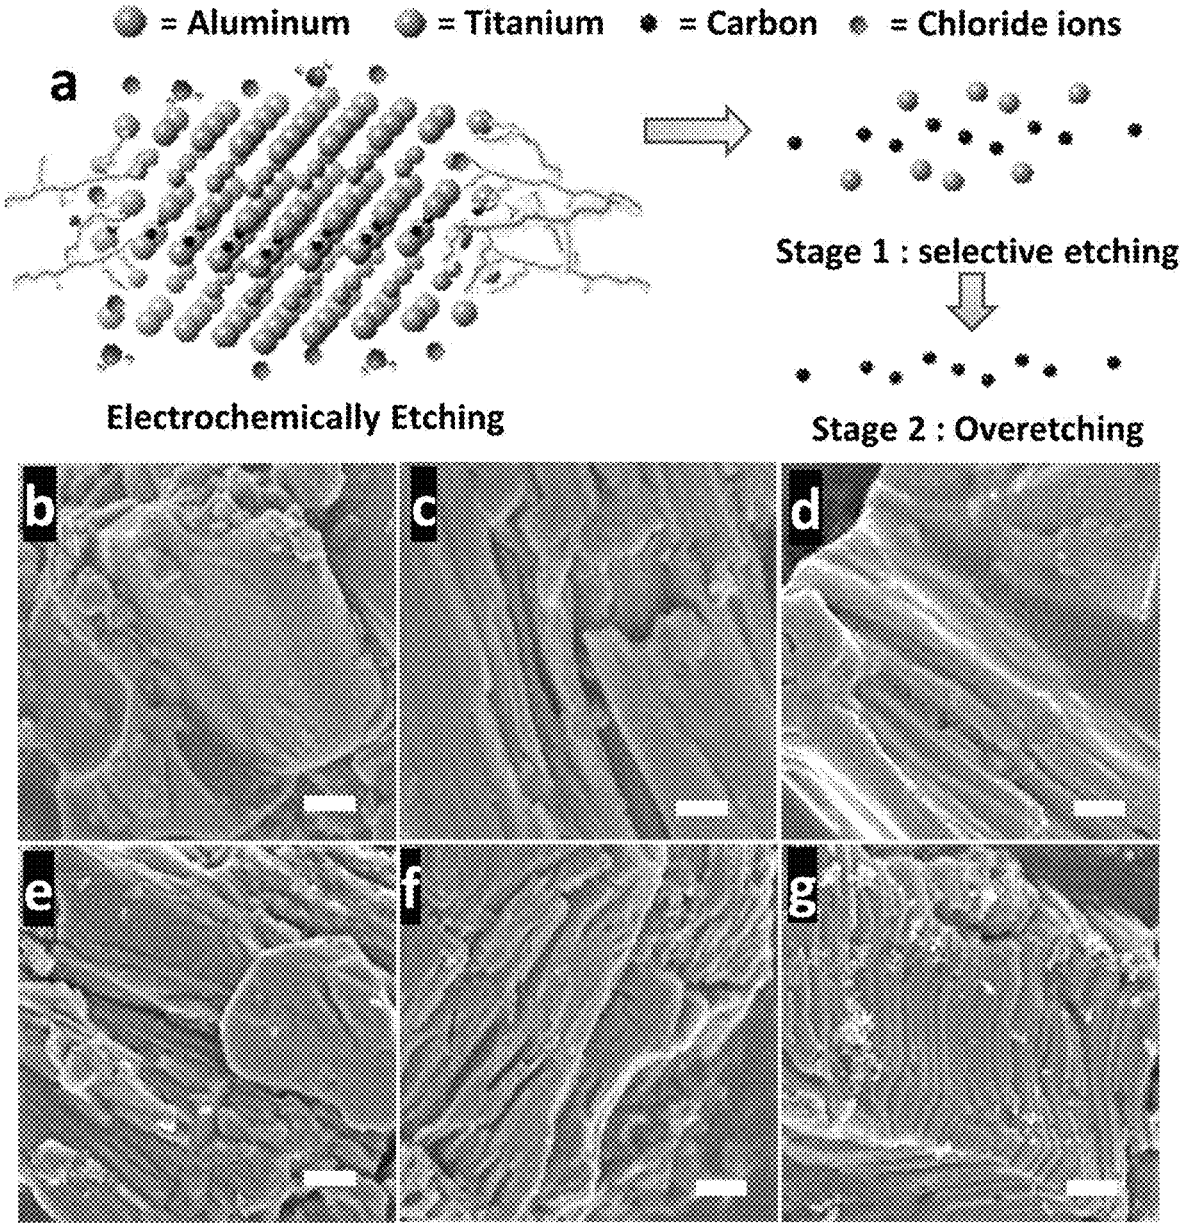 = Aluminum = Titanium = Carbon = Chloride ions
a
Stage 1 : selective etching
Electrochemically Etching
Stage 2 : Overetching
b c d
e f g